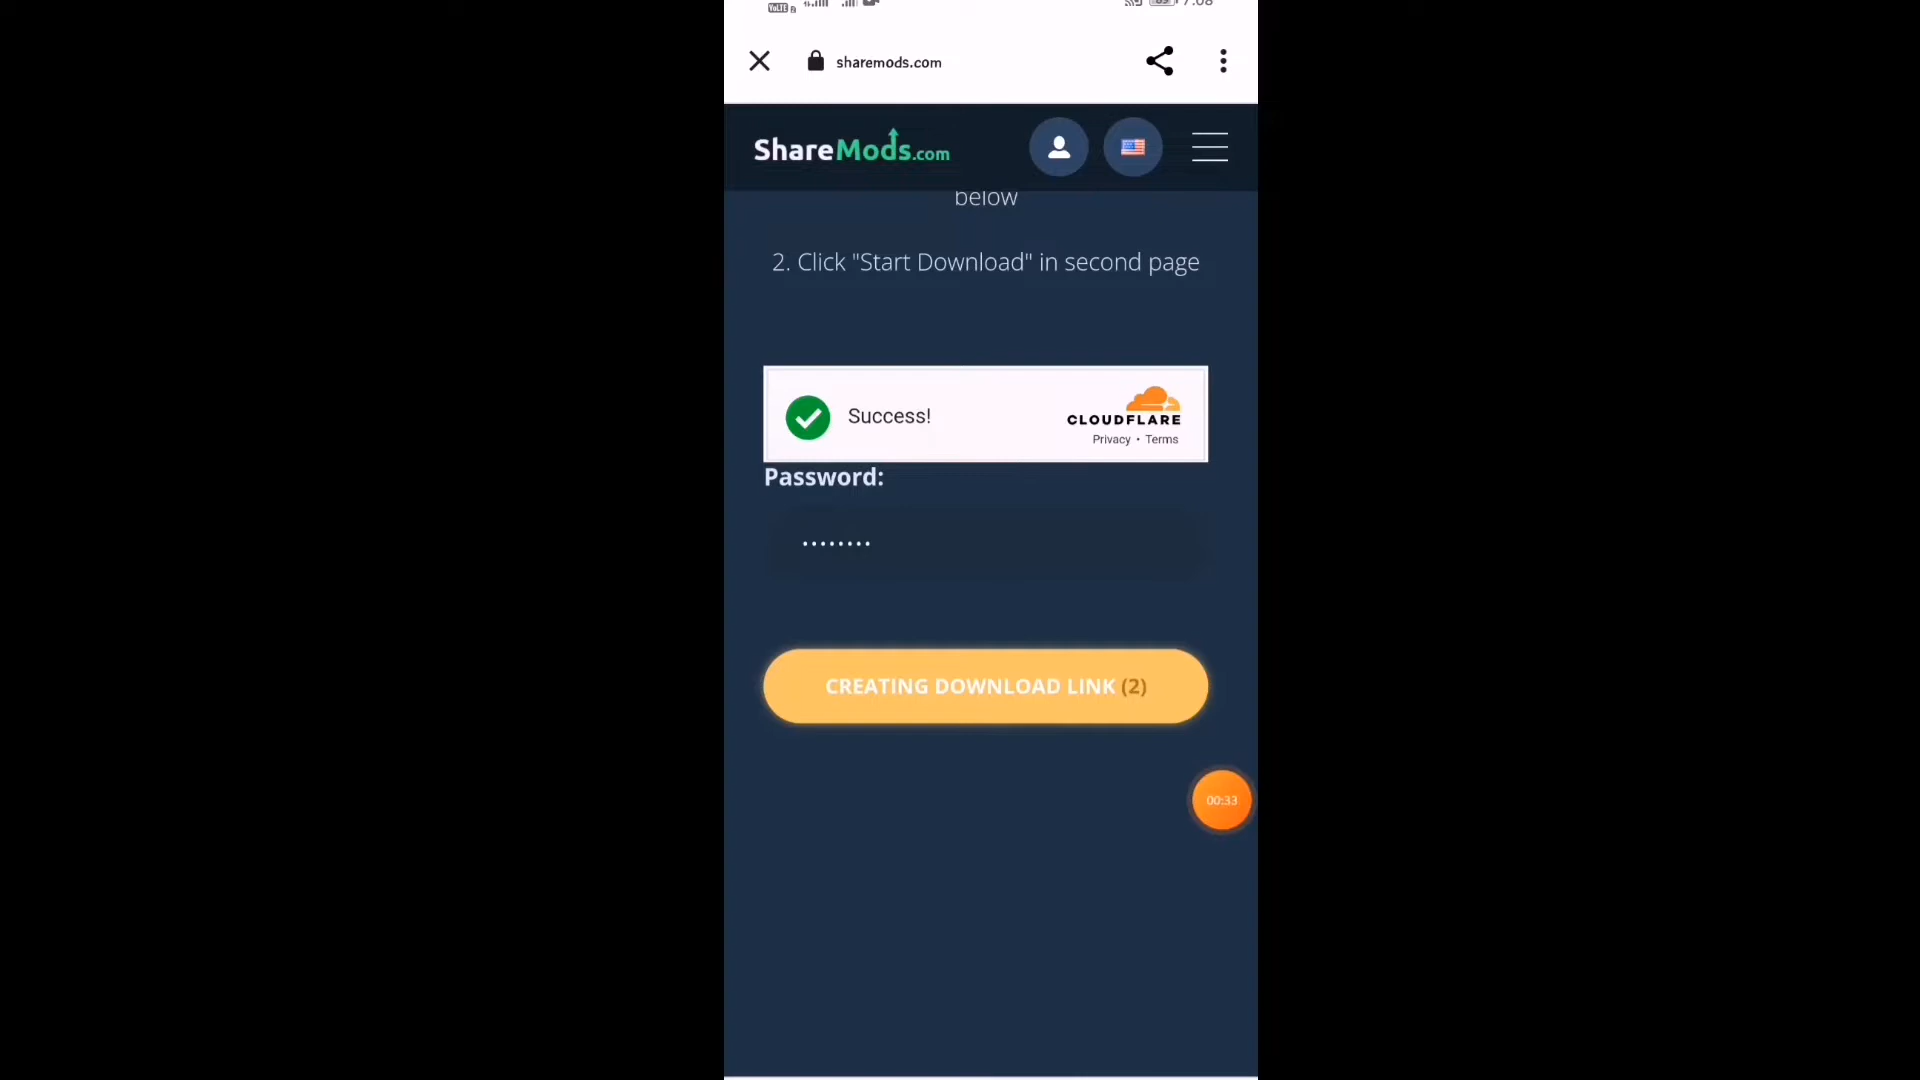 sharemods.com
ShareMods.com
below
2. Click "Start Download" in second page
Success!
CLOUDFLARE
Privacy • Terms
Password:
••••••••
CREATING DOWNLOAD LINK (2)
00:33